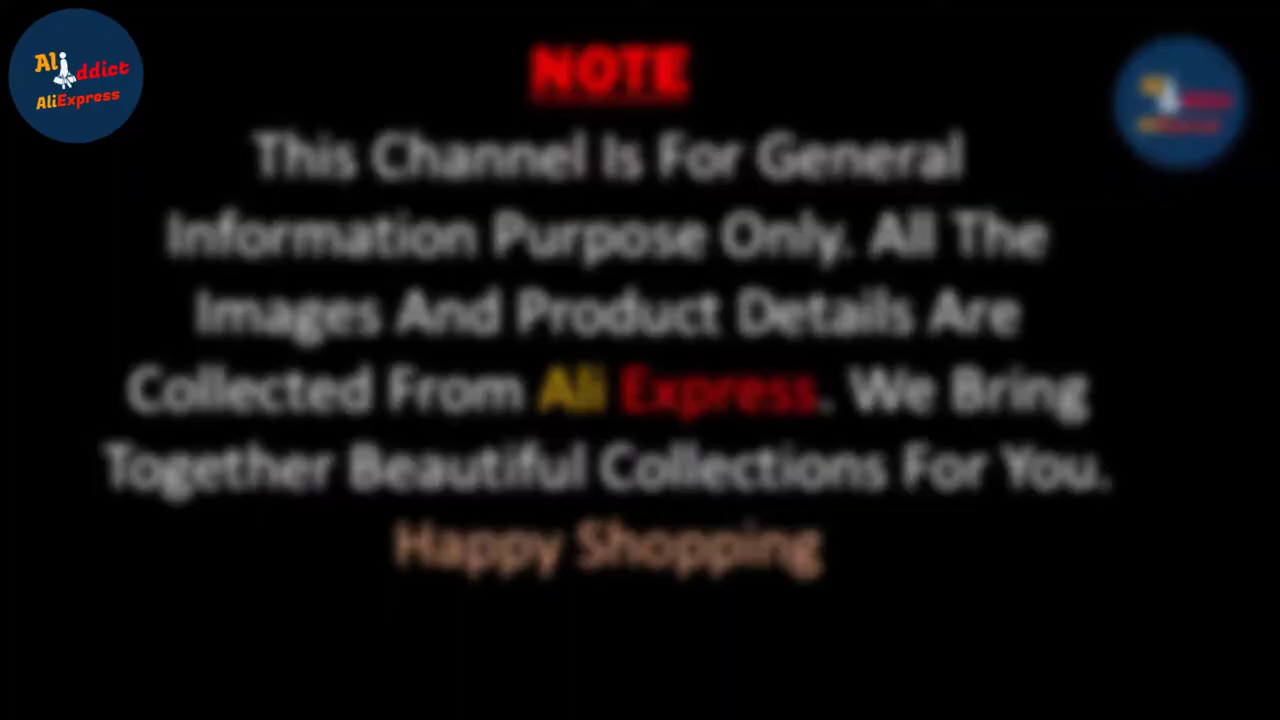 Ali
ddict
AliExpress
NOTE
This Channel Is For General
Information Purpose Only. All The
Images And Product Details Are
Collected From Ali Express. We Bring
Together Beautiful Collections For You.
Happy Shopping